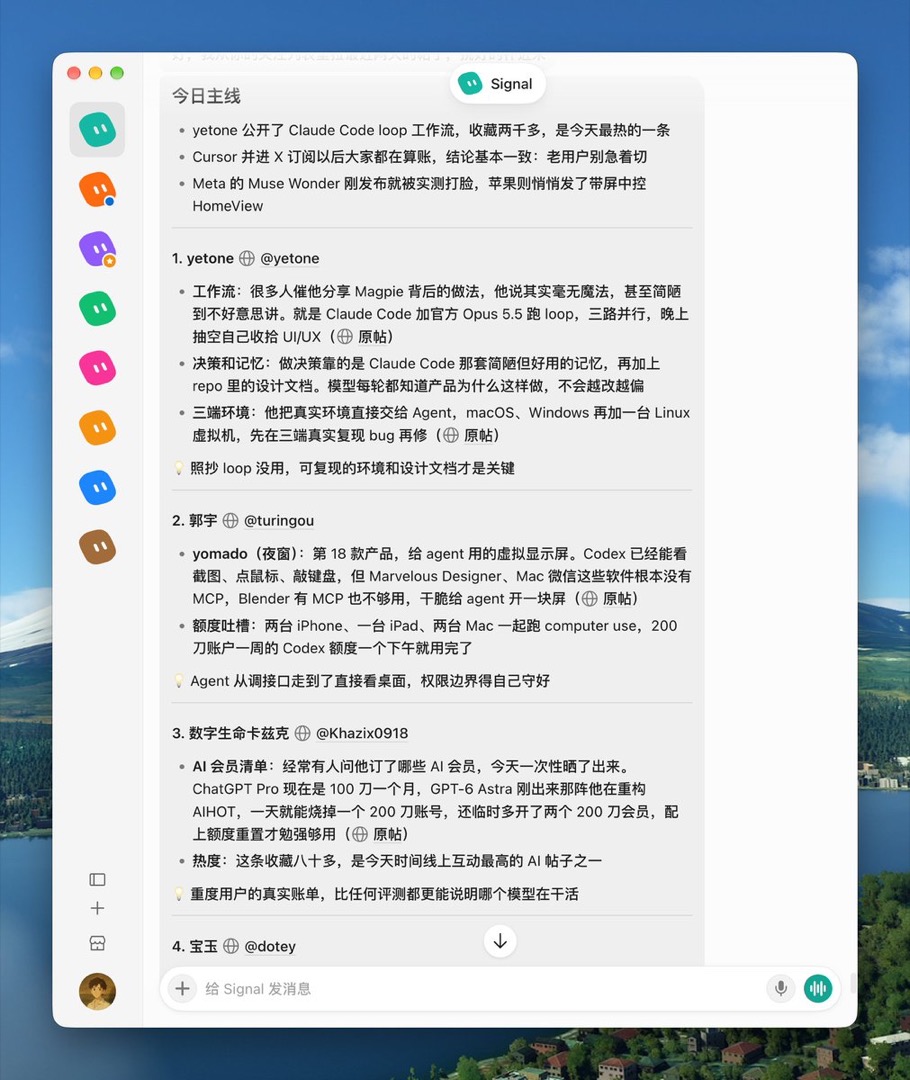 Signal
今日主线
• yetone 公开了 Claude Code loop 工作流，收藏两千多，是今天最热的一条
• Cursor 并进 X 订阅以后大家都在算账，结论基本一致：老用户别急着切
• Meta 的 Muse Wonder 刚发布就被实测打脸，苹果则悄悄发了带屏中控
HomeView
1. yetone @yetone
• 工作流：很多人催他分享 Magpie 背后的做法，他说其实毫无魔法，甚至简陋
到不好意思讲。就是 Claude Code 加官方 Opus 5.5 跑 loop，三路并行，晚上
抽空自己收拾 UI/UX（原帖）
• 决策和记忆：做决策靠的是 Claude Code 那套简陋但好用的记忆，再加上
repo 里的设计文档。模型每轮都知道产品为什么这样做，不会越改越偏
• 三端环境：他把真实环境直接交给 Agent，macOS、Windows 再加一台 Linux
虚拟机，先在三端真实复现 bug 再修（原帖）
💡 照抄 loop 没用，可复现的环境和设计文档才是关键
2. 郭宇 @turingou
• yomado（夜窗）：第 18 款产品，给 agent 用的虚拟显示屏。Codex 已经能看
截图、点鼠标、敲键盘，但 Marvelous Designer、Mac 微信这些软件根本没有
MCP，Blender 有 MCP 也不够用，干脆给 agent 开一块屏（原帖）
• 额度吐槽：两台 iPhone、一台 iPad、两台 Mac 一起跑 computer use，200
刀账户一周的 Codex 额度一个下午就用完了
💡 Agent 从调接口走到了直接看桌面，权限边界得自己守好
3. 数字生命卡兹克 @Khazix0918
• AI 会员清单：经常有人问他订了哪些 AI 会员，今天一次性晒了出来。
ChatGPT Pro 现在是 100 刀一个月，GPT-6 Astra 刚出来那阵他在重构
AIHOT，一天就能烧掉一个 200 刀账号，还临时多开了两个 200 刀会员，配
上额度重置才勉强够用（原帖）
• 热度：这条收藏八十多，是今天时间线上互动最高的 AI 帖子之一
💡 重度用户的真实账单，比任何评测都更能说明哪个模型在干活
4. 宝玉 @dotey
给 Signal 发消息